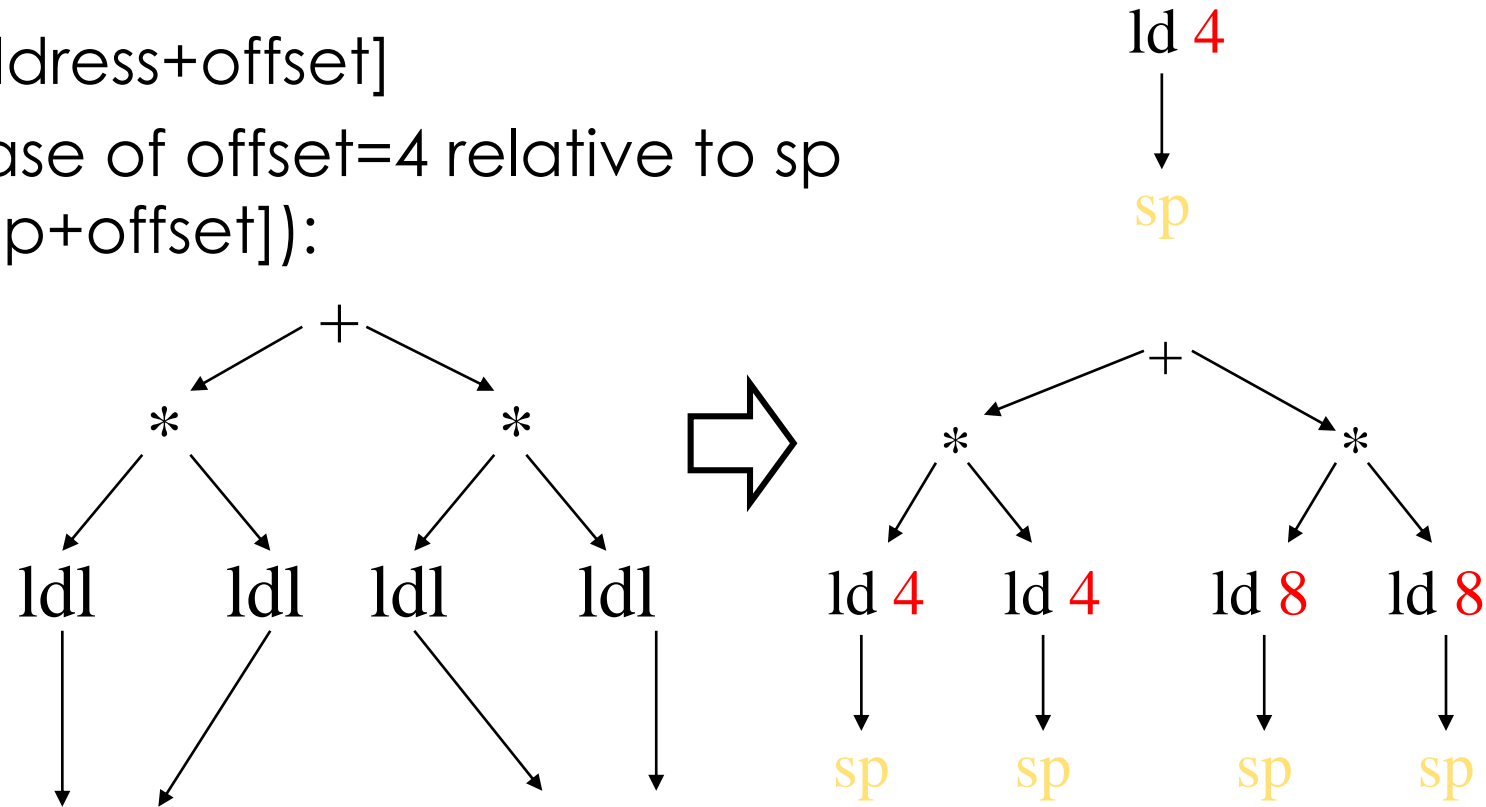 ddress+offset]
ase of offset=4 relative to sp
p+offset]):
ld 4
sp
+
* *
ldl ldl ldl ldl
+
* *
ld 4 ld 4 ld 8 ld 8
sp sp sp sp